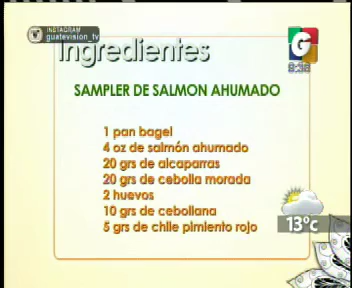 INSTAGRAM
guatevision_tv
Ingredientes
G
8:38
SAMPLER DE SALMON AHUMADO
1 pan bagel
4 oz de salmón ahumado
20 grs de alcaparras
20 grs de cebolla morada
2 huevos
10 grs de cebollana
5 grs de chile pimiento rojo
13°c